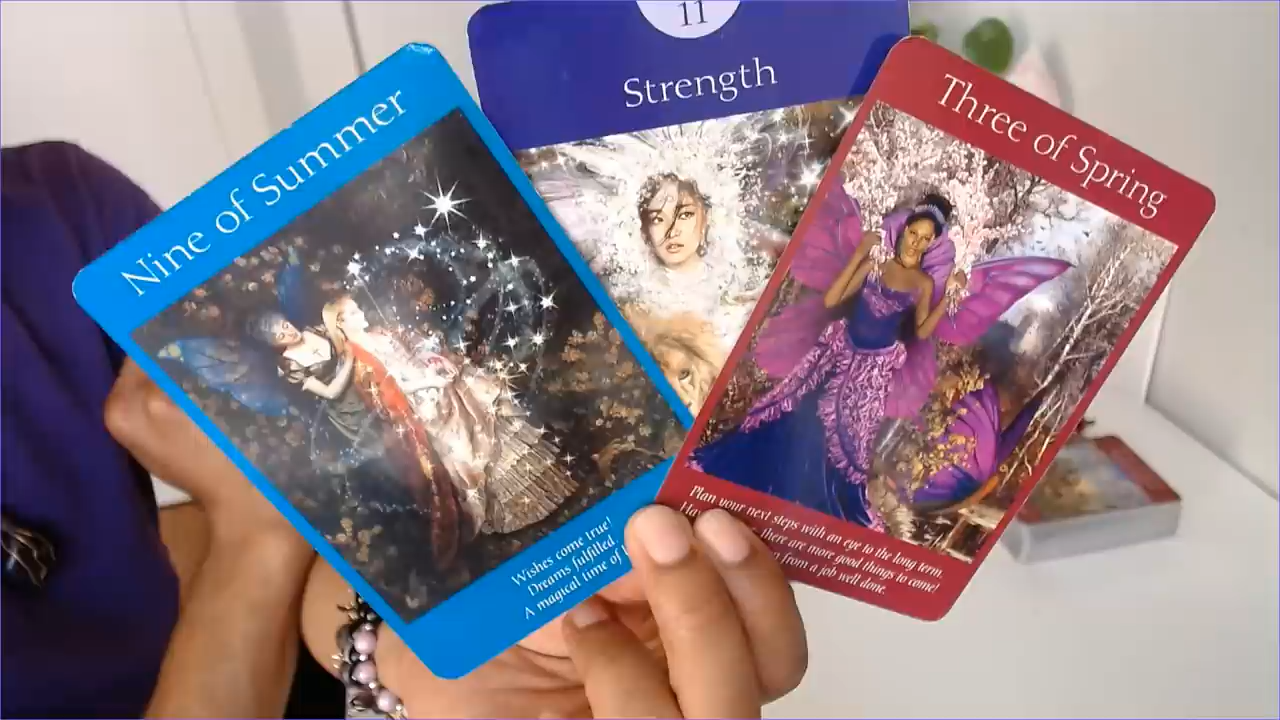 Nine of Summer
Wishes come true!
Dreams fulfilled
A magical time of
11
Strength
Three of Spring
Plan your next steps with an eye to the long term.
there are more good things to come!
from a job well done.